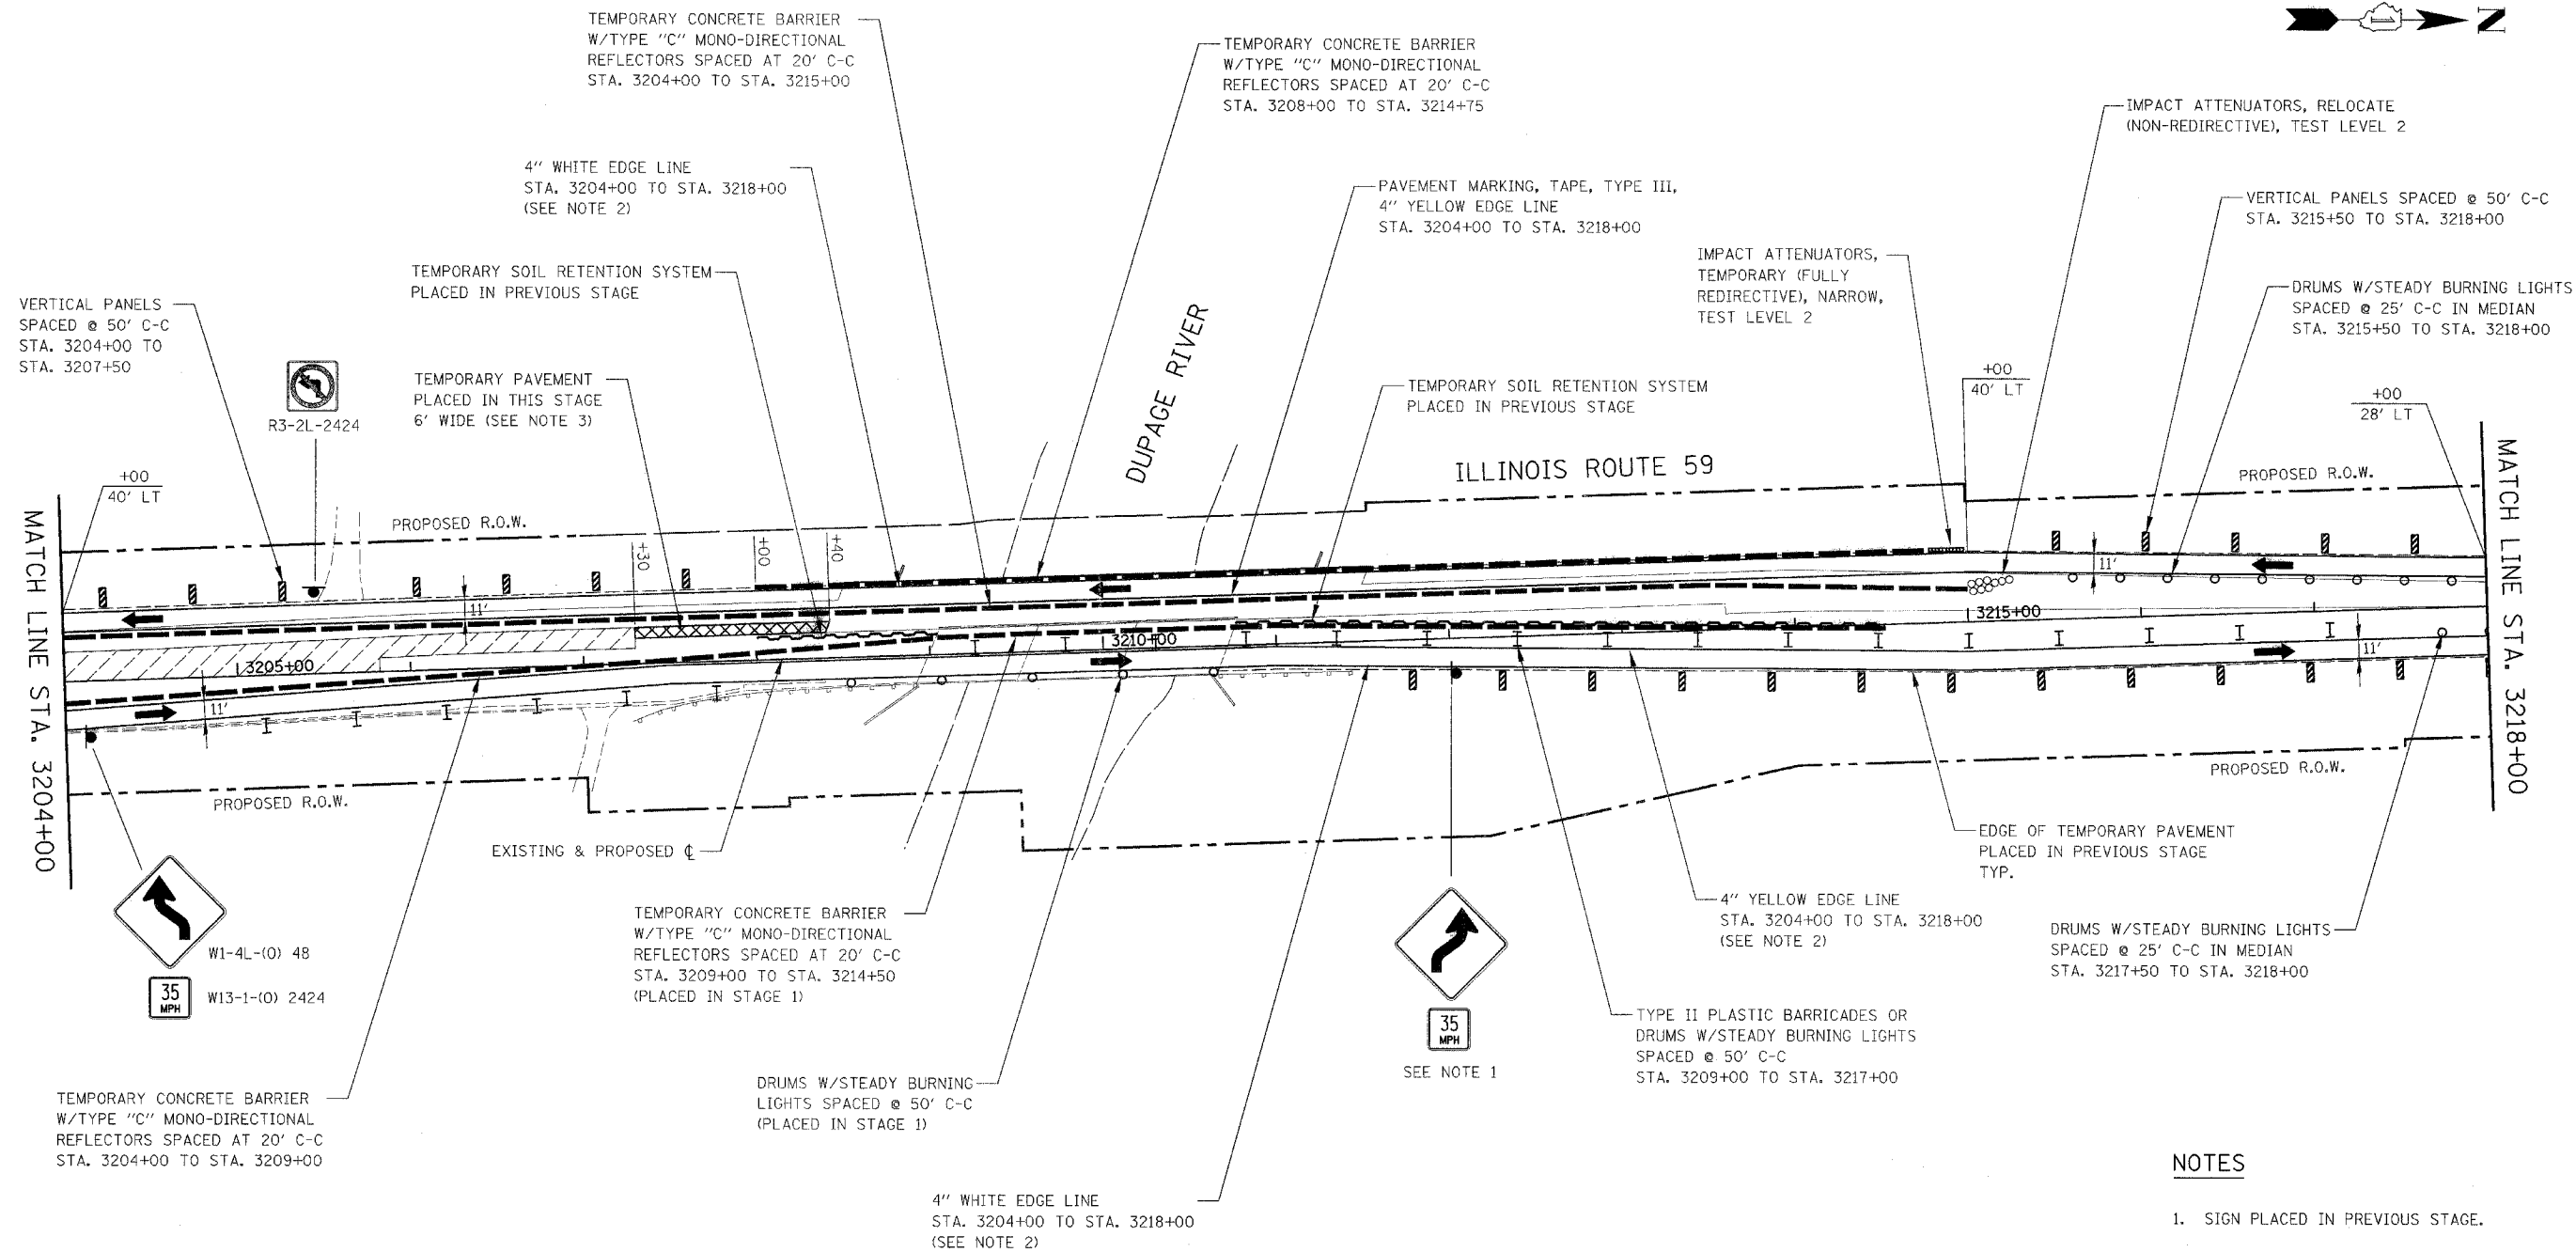 TEMPORARY CONCRETE BARRIER
W/TYPE "C" MONO-DIRECTIONAL
REFLECTORS SPACED AT 20' C-C
STA. 3204+00 TO STA. 3215+00
TEMPORARY CONCRETE BARRIER
W/TYPE "C" MONO-DIRECTIONAL
REFLECTORS SPACED AT 20' C-C
STA. 3208+00 TO STA. 3214+75
N
IMPACT ATTENUATORS, RELOCATE
(NON-REDIRECTIVE), TEST LEVEL 2
4" WHITE EDGE LINE
STA. 3204+00 TO STA. 3218+00
(SEE NOTE 2)
PAVEMENT MARKING, TAPE, TYPE III,
4" YELLOW EDGE LINE
STA. 3204+00 TO STA. 3218+00
VERTICAL PANELS SPACED @ 50' C-C
STA. 3215+50 TO STA. 3218+00
TEMPORARY SOIL RETENTION SYSTEM
PLACED IN PREVIOUS STAGE
IMPACT ATTENUATORS,
TEMPORARY (FULLY
REDIRECTIVE), NARROW,
TEST LEVEL 2
DRUMS W/STEADY BURNING LIGHTS
SPACED @ 25' C-C IN MEDIAN
STA. 3215+50 TO STA. 3218+00
VERTICAL PANELS
SPACED @ 50' C-C
STA. 3204+00 TO
STA. 3207+50
R3-2L-2424
TEMPORARY PAVEMENT
PLACED IN THIS STAGE
6' WIDE (SEE NOTE 3)
DUPAGE RIVER
TEMPORARY SOIL RETENTION SYSTEM
PLACED IN PREVIOUS STAGE
+00
40' LT
+00
28' LT
+00
40' LT
ILLINOIS ROUTE 59
PROPOSED R.O.W.
PROPOSED R.O.W.
MATCH LINE STA. 3204+00
MATCH LINE STA. 3218+00
+30
+00
+40
11'
11'
3205+00
3210+00
3215+00
11'
11'
PROPOSED R.O.W.
PROPOSED R.O.W.
EXISTING & PROPOSED ℄
EDGE OF TEMPORARY PAVEMENT
PLACED IN PREVIOUS STAGE
TYP.
W1-4L-(O) 48
35
MPH
W13-1-(O) 2424
TEMPORARY CONCRETE BARRIER
W/TYPE "C" MONO-DIRECTIONAL
REFLECTORS SPACED AT 20' C-C
STA. 3209+00 TO STA. 3214+50
(PLACED IN STAGE 1)
4" YELLOW EDGE LINE
STA. 3204+00 TO STA. 3218+00
(SEE NOTE 2)
DRUMS W/STEADY BURNING LIGHTS
SPACED @ 25' C-C IN MEDIAN
STA. 3217+50 TO STA. 3218+00
35
MPH
SEE NOTE 1
TYPE II PLASTIC BARRICADES OR
DRUMS W/STEADY BURNING LIGHTS
SPACED @ 50' C-C
STA. 3209+00 TO STA. 3217+00
TEMPORARY CONCRETE BARRIER
W/TYPE "C" MONO-DIRECTIONAL
REFLECTORS SPACED AT 20' C-C
STA. 3204+00 TO STA. 3209+00
DRUMS W/STEADY BURNING
LIGHTS SPACED @ 50' C-C
(PLACED IN STAGE 1)
4" WHITE EDGE LINE
STA. 3204+00 TO STA. 3218+00
(SEE NOTE 2)
NOTES
1. SIGN PLACED IN PREVIOUS STAGE.